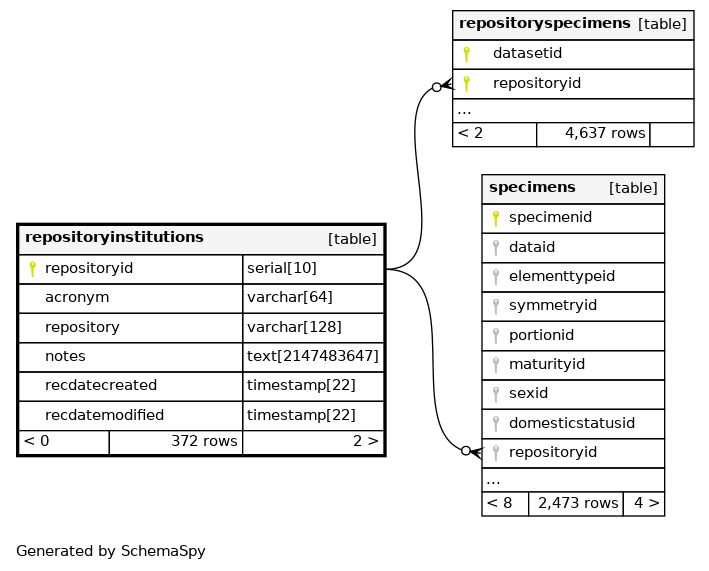 repositoryspecimens [table]
datasetid
repositoryid
...
< 2 4,637 rows
specimens [table]
specimenid
dataid
elementtypeid
symmetryid
portionid
maturityid
sexid
domesticstatusid
repositoryid
...
< 8 2,473 rows 4 >
repositoryinstitutions [table]
repositoryid serial[10]
acronym varchar[64]
repository varchar[128]
notes text[2147483647]
recdatecreated timestamp[22]
recdatemodified timestamp[22]
< 0 372 rows 2 >
Generated by SchemaSpy